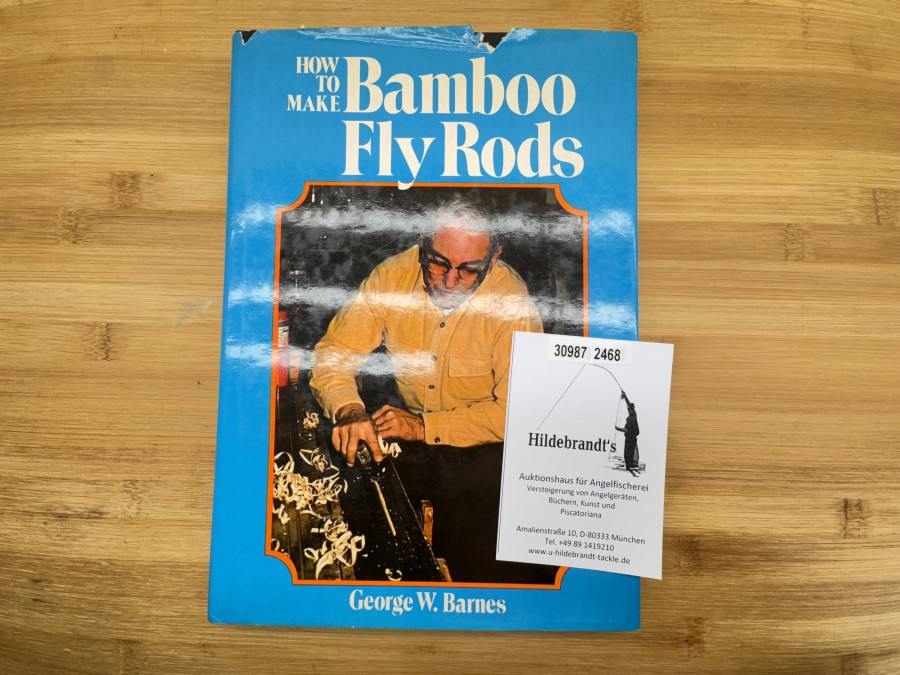 HOW TO MAKE Bamboo
Fly Rods
George W. Barnes
30987 2468
Hildebrandt's
Auktionshaus für Angelfischerei
Versteigerung von Angelgeräten,
Büchern, Kunst und
Piscatoriana
Amalienstraße 10, D-80333 München
Tel. +49 89 1419210
www.u-hildebrandt-tackle.de